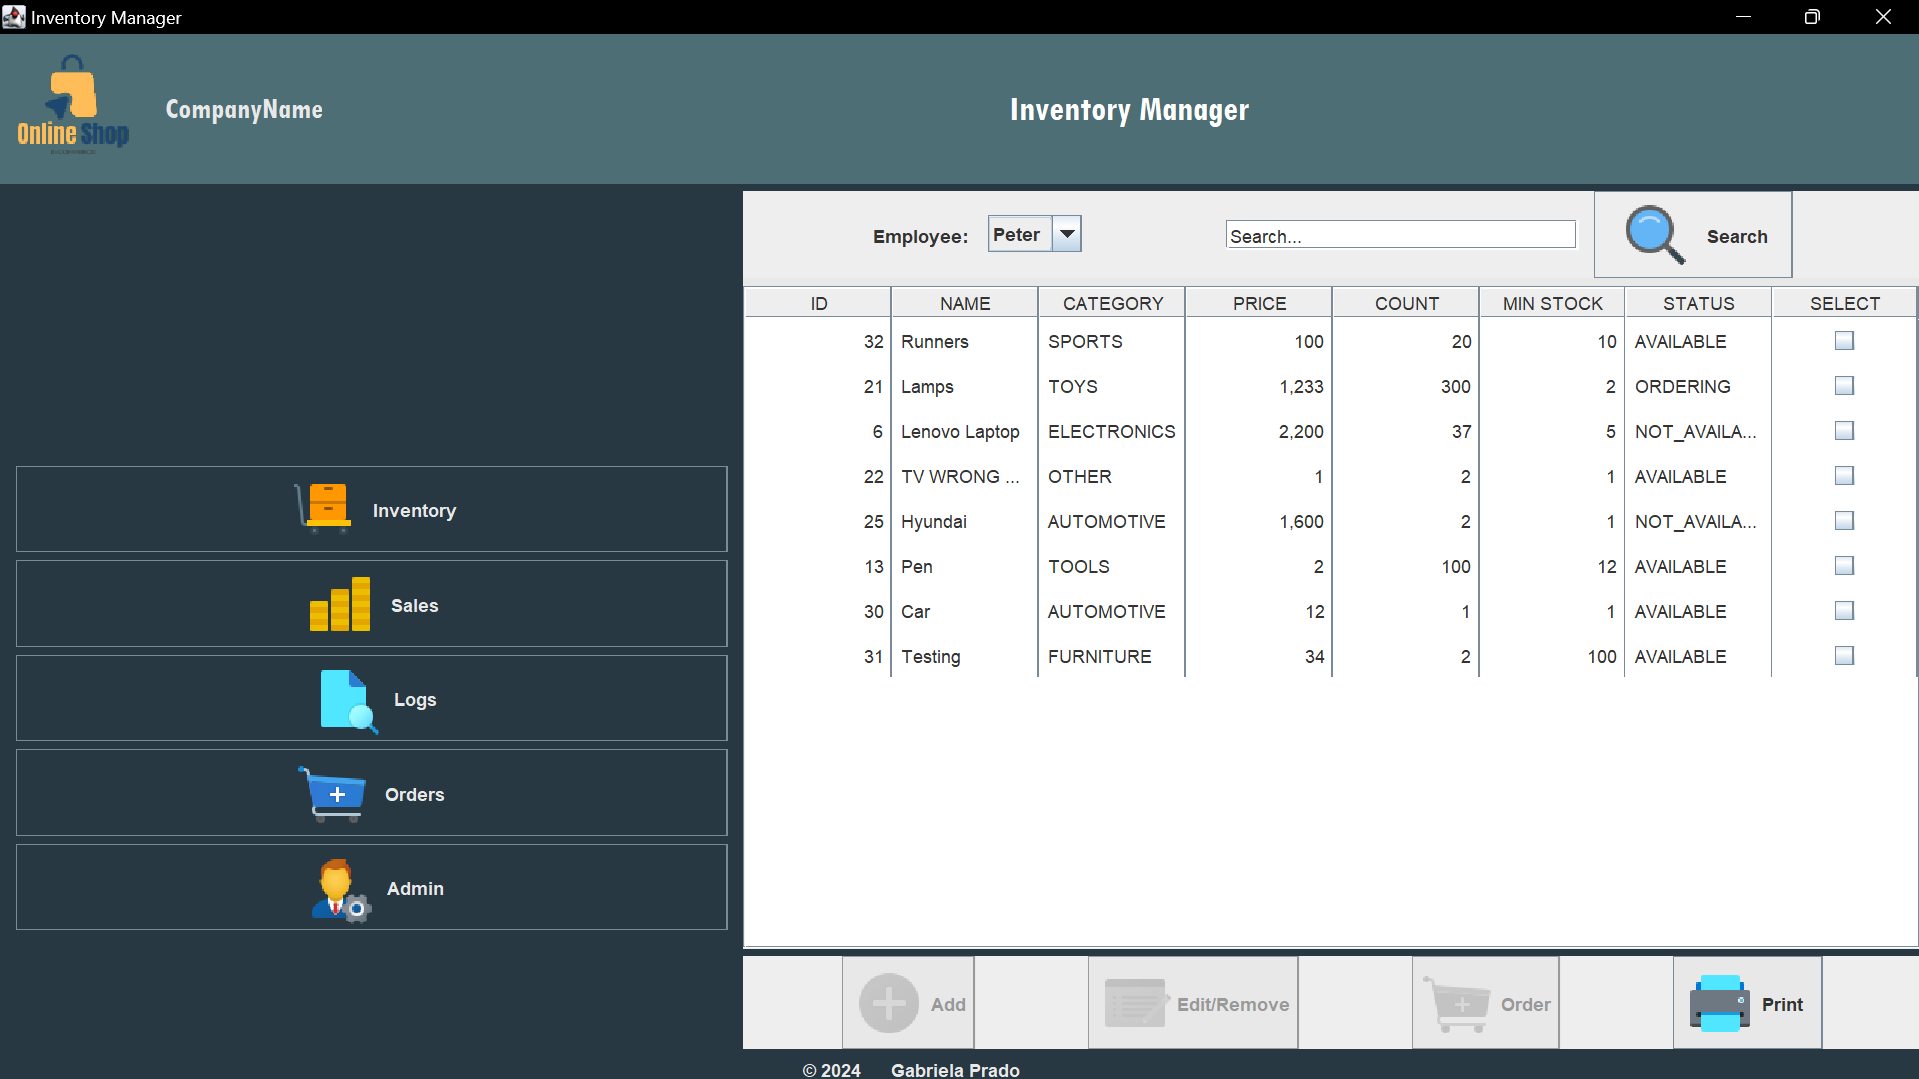 Inventory Manager
Online Shop
CompanyName
Inventory Manager
Employee: Peter Search... Search
ID NAME CATEGORY PRICE COUNT MIN STOCK STATUS SELECT
32 Runners SPORTS 100 20 10 AVAILABLE
21 Lamps TOYS 1,233 300 2 ORDERING
6 Lenovo Laptop ELECTRONICS 2,200 37 5 NOT_AVAILA...
22 TV WRONG ... OTHER 1 2 1 AVAILABLE
25 Hyundai AUTOMOTIVE 1,600 2 1 NOT_AVAILA...
13 Pen TOOLS 2 100 12 AVAILABLE
30 Car AUTOMOTIVE 12 1 1 AVAILABLE
31 Testing FURNITURE 34 2 100 AVAILABLE
Inventory
Sales
Logs
Orders
Admin
Add Edit/Remove Order Print
© 2024 Gabriela Prado